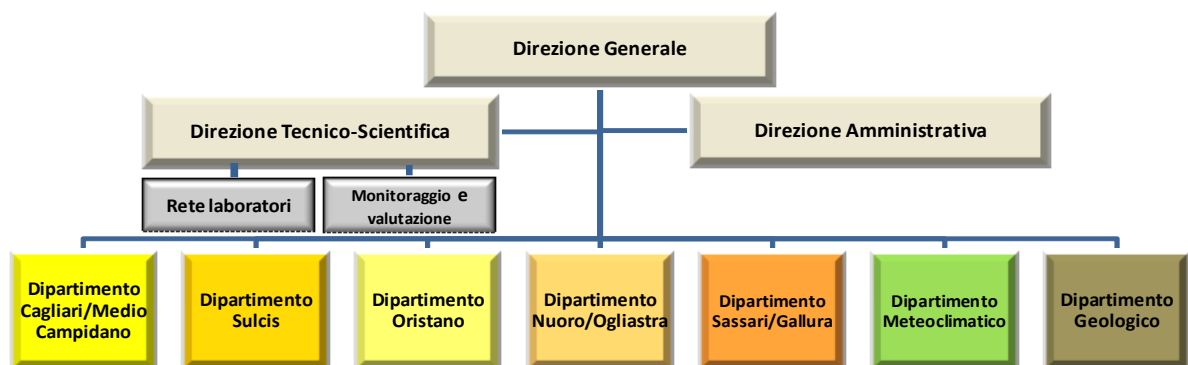 Direzione Generale
Direzione Tecnico-Scientifica
Direzione Amministrativa
Rete laboratori
Monitoraggio e
valutazione
Dipartimento
Cagliari/Medio
Campidano
Dipartimento
Sulcis
Dipartimento
Oristano
Dipartimento
Nuoro/Ogliastra
Dipartimento
Sassari/Gallura
Dipartimento
Meteoclimatico
Dipartimento
Geologico